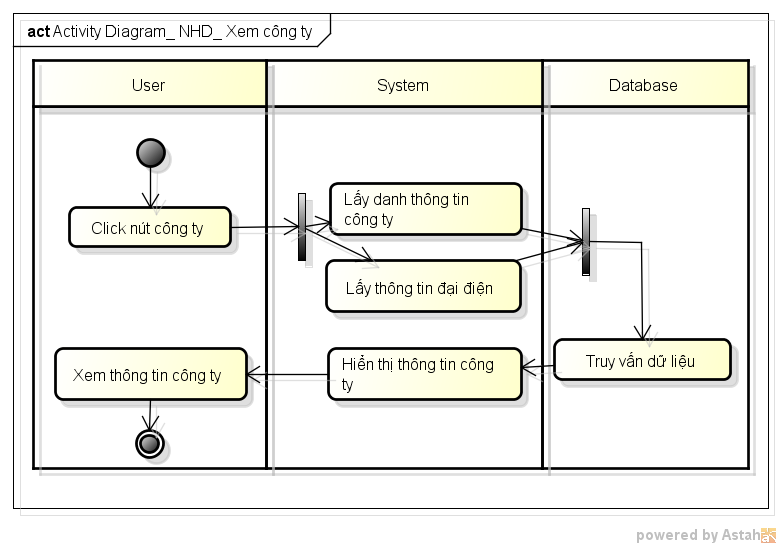 act Activity Diagram_ NHD_ Xem công ty
User
System
Database
Click nút công ty
Lấy danh thông tin
công ty
Lấy thông tin đại điện
Truy vấn dữ liệu
Hiển thị thông tin công
ty
Xem thông tin công ty
powered by Astah